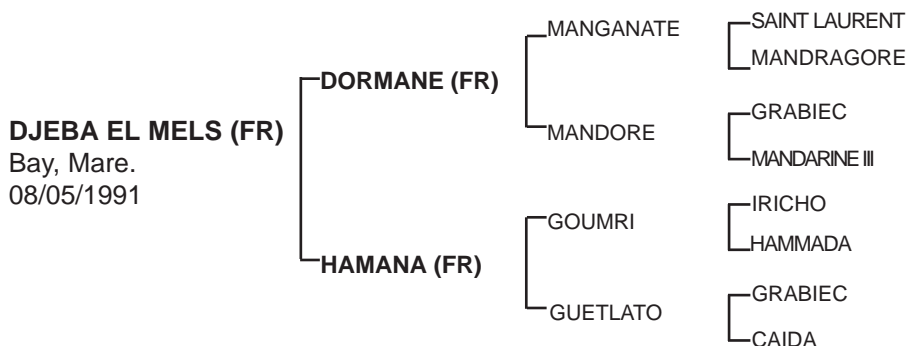 DJEBA EL MELS (FR)
Bay, Mare.
08/05/1991
DORMANE (FR)
HAMANA (FR)
MANGANATE
MANDORE
GOUMRI
GUETLATO
SAINT LAURENT
MANDRAGORE
GRABIEC
MANDARINE III
IRICHO
HAMMADA
GRABIEC
CAIDA